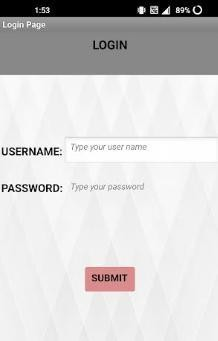 1:53 89%
Login Page
LOGIN
USERNAME: Type your user name
PASSWORD: Type your password
SUBMIT